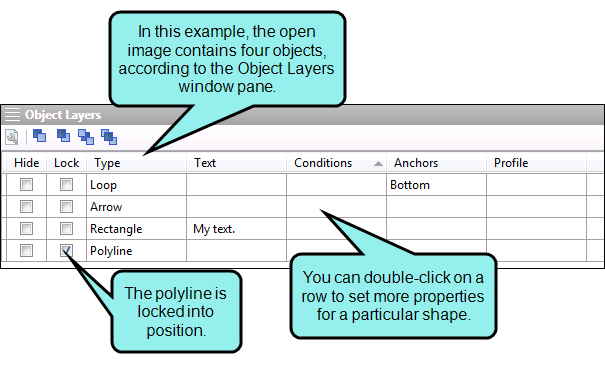 In this example, the open
image contains four objects,
according to the Object Layers
window pane.
Object Layers
Hide Lock Type Text Conditions Anchors Profile
Loop Bottom
Arrow
Rectangle My text.
Polyline
The polyline is
locked into
position.
You can double-click on a
row to set more properties
for a particular shape.